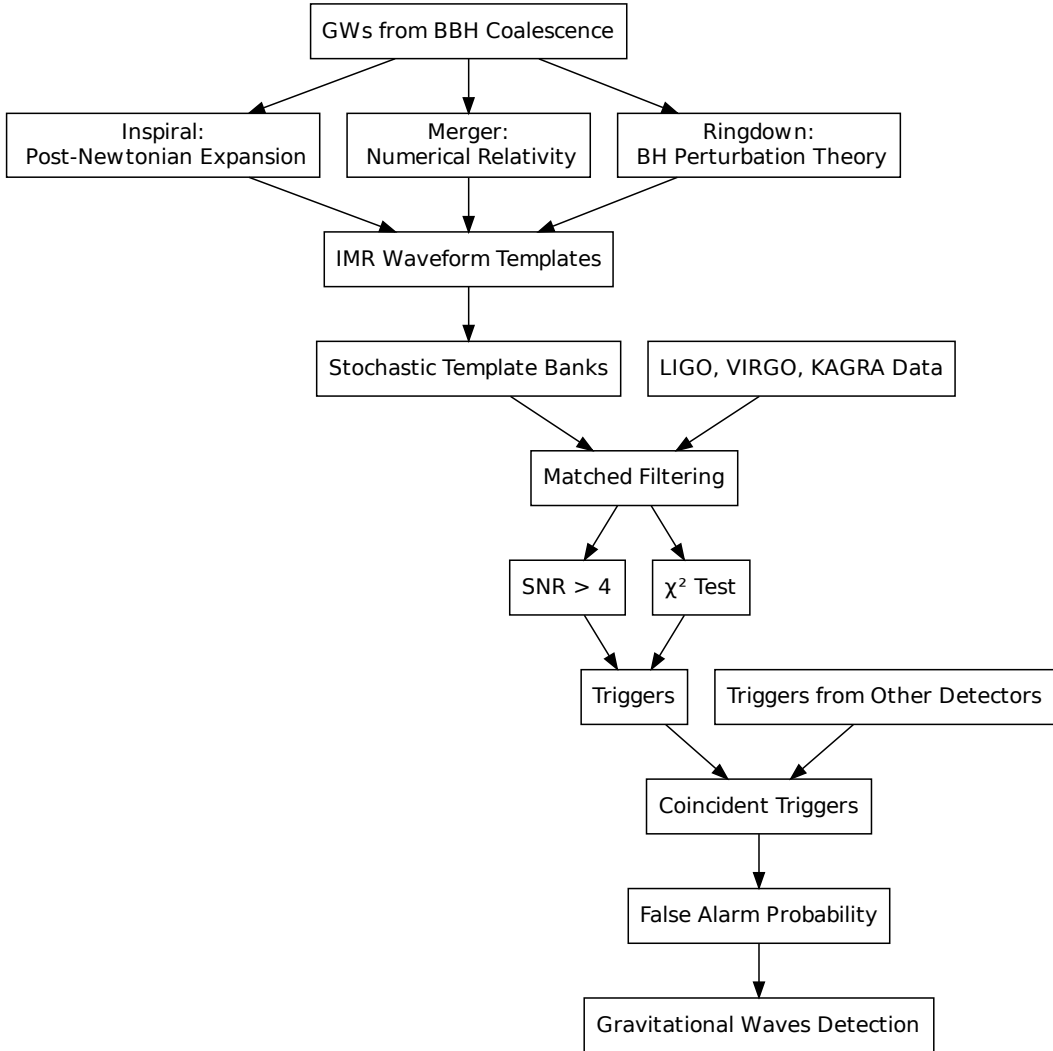 GWs from BBH Coalescence
Inspiral:
Post-Newtonian Expansion
Merger:
Numerical Relativity
Ringdown:
BH Perturbation Theory
IMR Waveform Templates
Stochastic Template Banks
LIGO, VIRGO, KAGRA Data
Matched Filtering
SNR > 4
χ² Test
Triggers
Triggers from Other Detectors
Coincident Triggers
False Alarm Probability
Gravitational Waves Detection